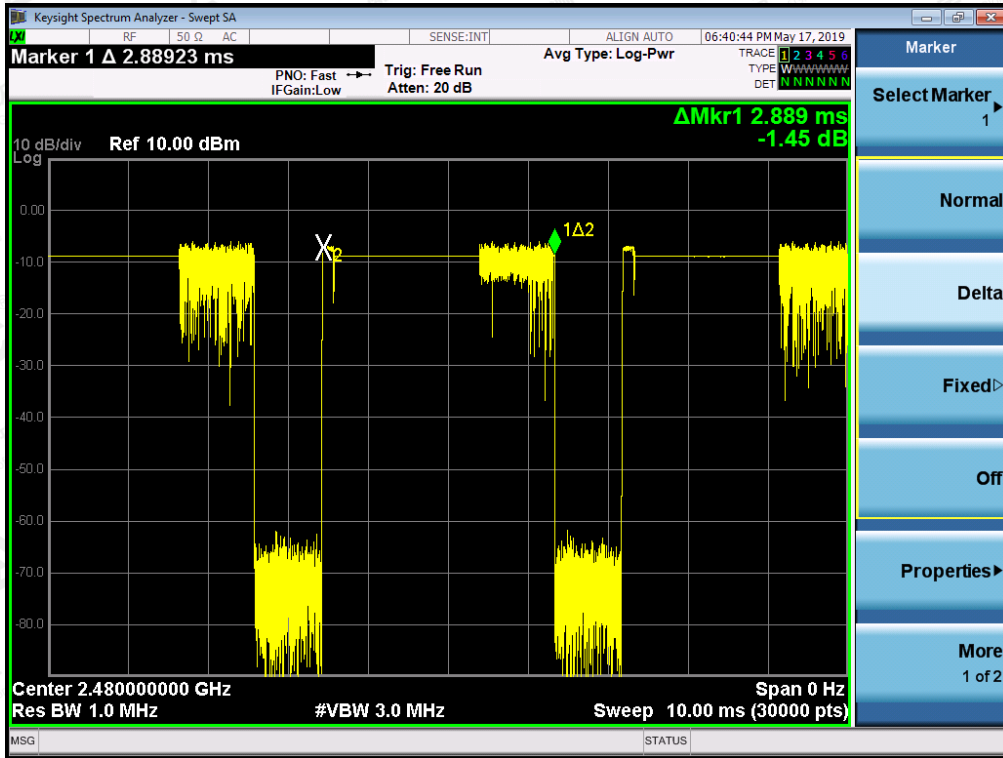 Keysight Spectrum Analyzer - Swept SA
LXI RF 50 Ω AC SENSE:INT ALIGN AUTO 06:40:44 PM May 17, 2019
Marker 1 Δ 2.88923 ms
PNO: Fast
IFGain:Low
Trig: Free Run
Atten: 20 dB
Avg Type: Log-Pwr
TRACE 1 2 3 4 5 6
TYPE WWWWWW
DET N N N N N N
ΔMkr1 2.889 ms
-1.45 dB
10 dB/div Ref 10.00 dBm
Log
0.00
-10.0
-20.0
-30.0
-40.0
-50.0
-60.0
-70.0
-80.0
X2
1Δ2
Center 2.480000000 GHz Span 0 Hz
Res BW 1.0 MHz #VBW 3.0 MHz Sweep 10.00 ms (30000 pts)
MSG STATUS
Marker
Select Marker
1
Normal
Delta
Fixed
Off
Properties
More
1 of 2